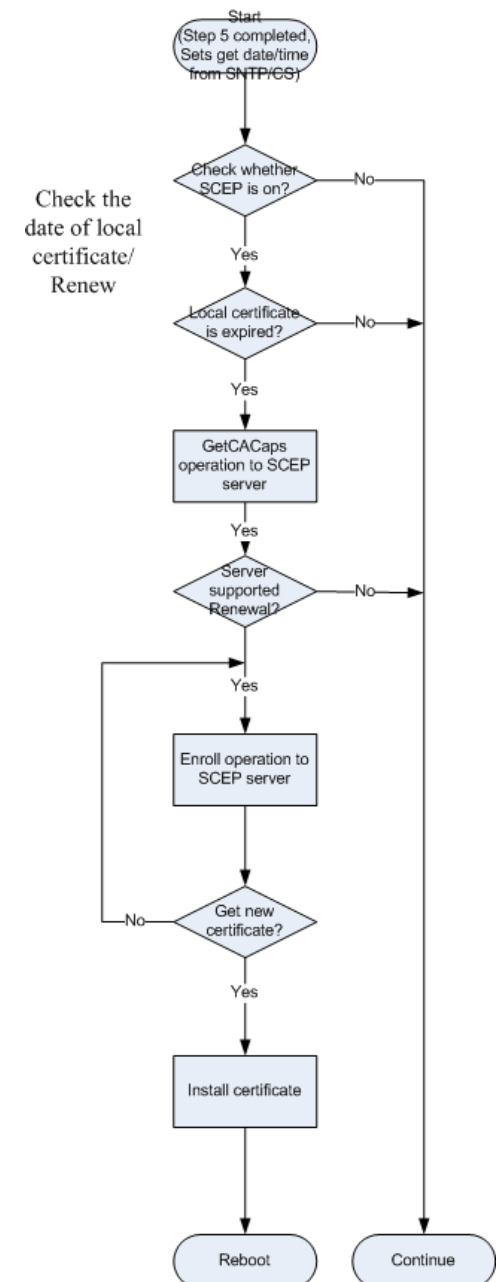 Start
(Step 5 completed,
Sets get date/time
from SNTP/CS)
Check whether
SCEP is on?
No
Check the
date of local
certificate/
Renew
Yes
Local certificate
is expired?
No
Yes
GetCACaps
operation to SCEP
server
Yes
Server
supported
Renewal?
No
Yes
Enroll operation to
SCEP server
Get new
certificate?
No
Yes
Install certificate
Reboot
Continue